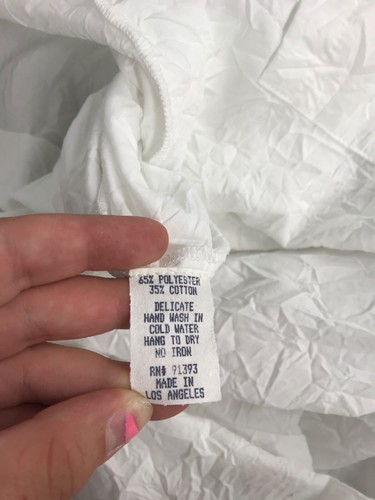 65% POLYESTER
35% COTTON
DELICATE
HAND WASH IN
COLD WATER
HANG TO DRY
NO IRON
RN# 91393
MADE IN
LOS ANGELES